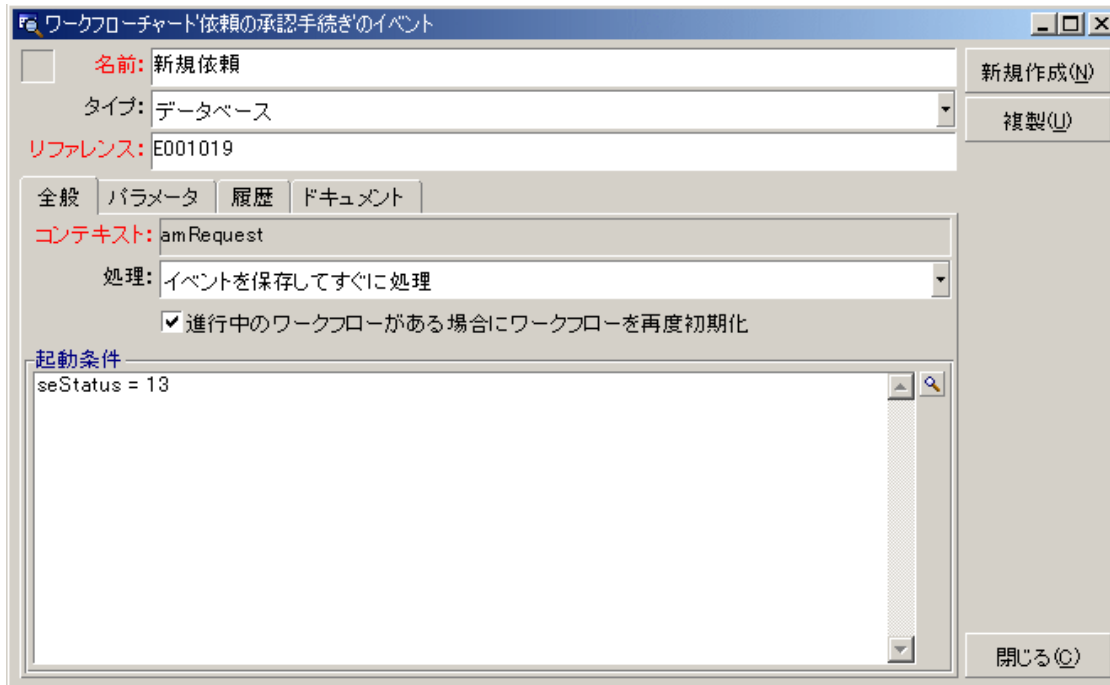 ワークフローチャート'依頼の承認手続き'のイベント
名前: 新規依頼
新規作成(N)
タイプ: データベース
複製(U)
リファレンス: E001019
全般 パラメータ 履歴 ドキュメント
コンテキスト: amRequest
処理: イベントを保存してすぐに処理
進行中のワークフローがある場合にワークフローを再度初期化
起動条件
seStatus = 13
閉じる(C)